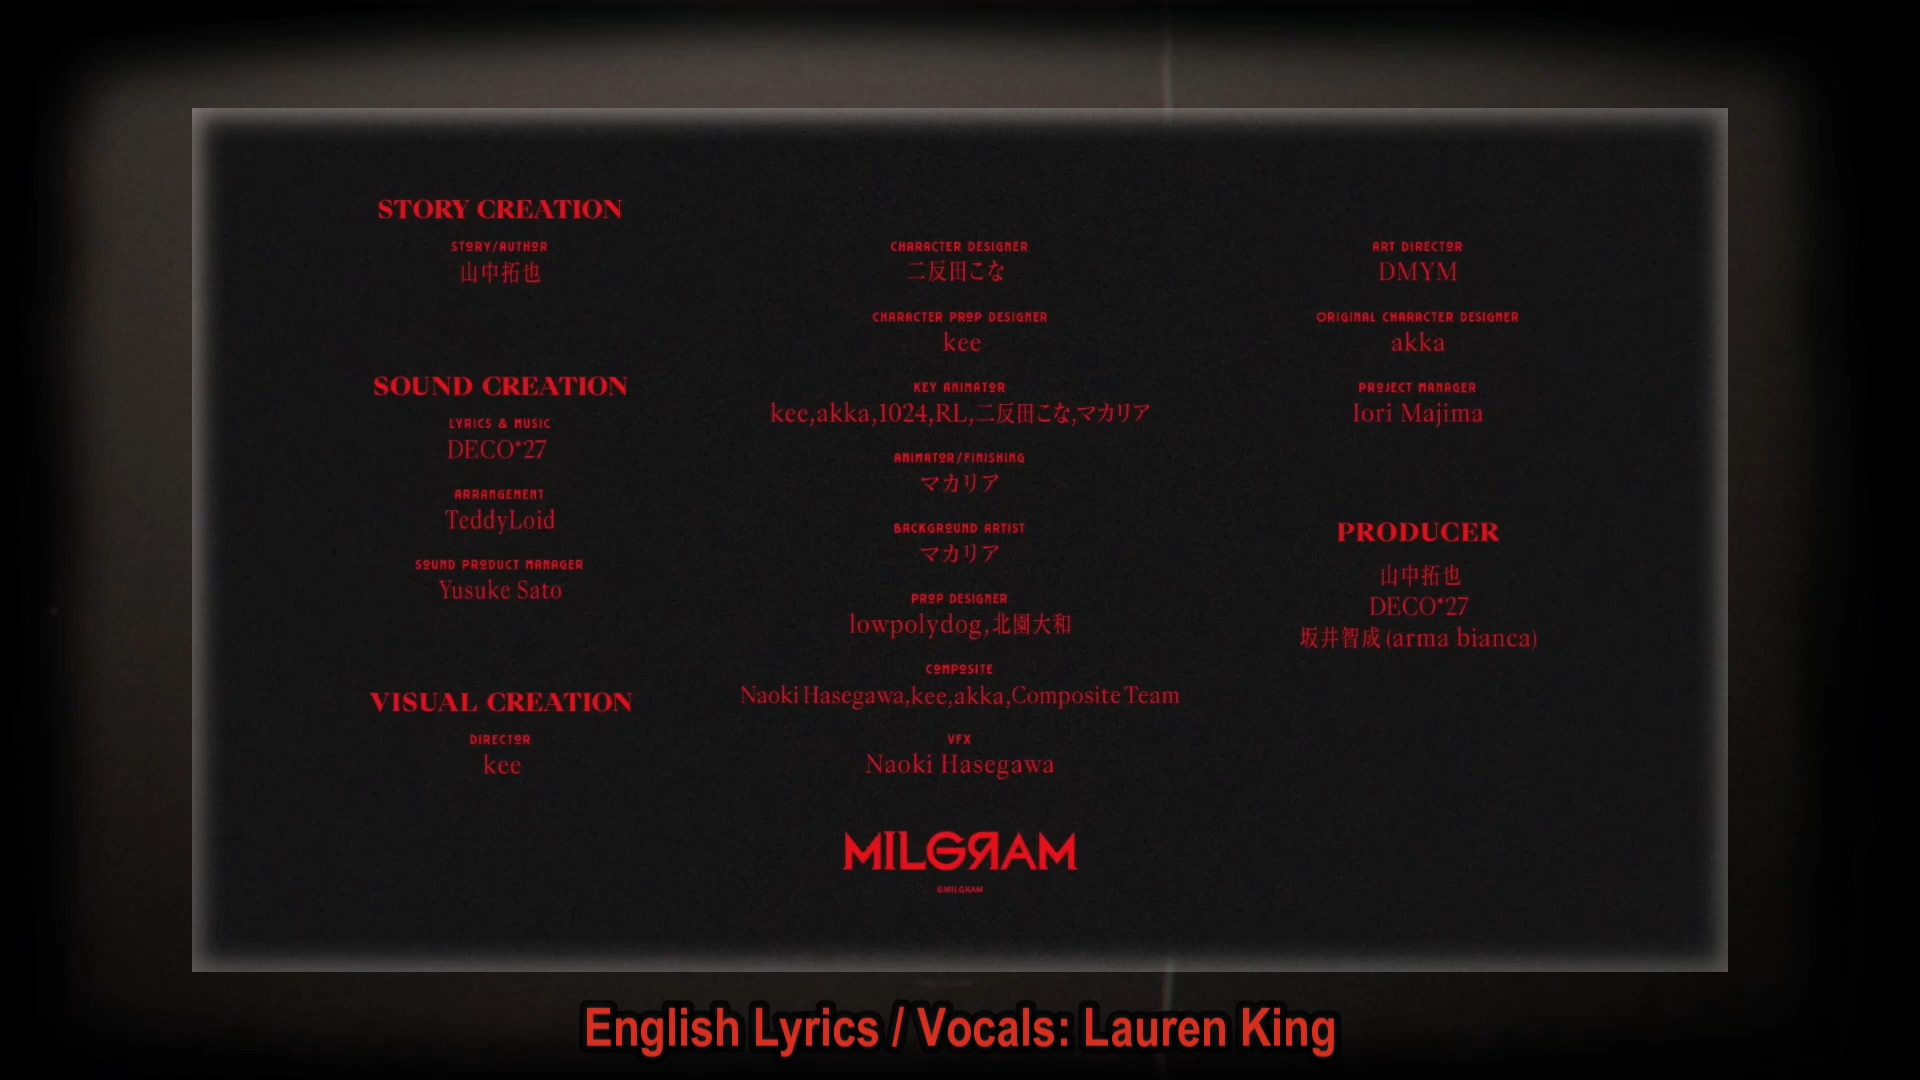 STORY CREATION
STORY/AUTHOR
山中拓也
SOUND CREATION
LYRICS & MUSIC
DECO*27
ARRANGEMENT
TeddyLoid
SOUND PRODUCT MANAGER
Yusuke Sato
VISUAL CREATION
DIRECTOR
kee
CHARACTER DESIGNER
二反田こな
CHARACTER PROP DESIGNER
kee
KEY ANIMATOR
kee,akka,1024,RL,二反田こな,マカリア
ANIMATOR/FINISHING
マカリア
BACKGROUND ARTIST
マカリア
PROP DESIGNER
lowpolydog,北園大和
COMPOSITE
Naoki Hasegawa,kee,akka,Composite Team
VFX
Naoki Hasegawa
ART DIRECTOR
DMYM
ORIGINAL CHARACTER DESIGNER
akka
PROJECT MANAGER
Iori Majima
PRODUCER
山中拓也
DECO*27
坂井智成 (arma bianca)
MILGRAM
©MILGRAM
English Lyrics / Vocals: Lauren King